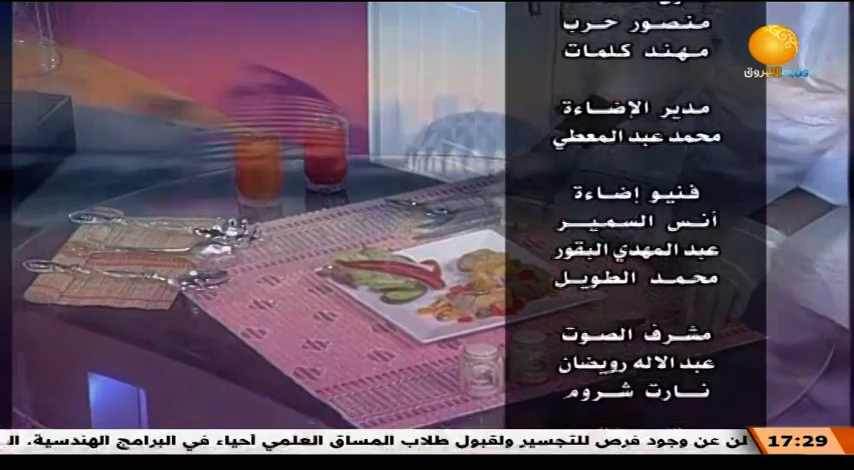 منصور حرب
مهند كلمات
مدير الإضاءة
محمد عبد المعطي
فنيو إضاءة
أنس السمير
عبد المهدي البقور
محمد الطويل
مشرف الصوت
عبد الاله رويضان
نارت شروم
لن عن وجود فرص للتجسير ولقبول طلاب المساق العلمي أحياء في البرامج الهندسية. الـ
17:29